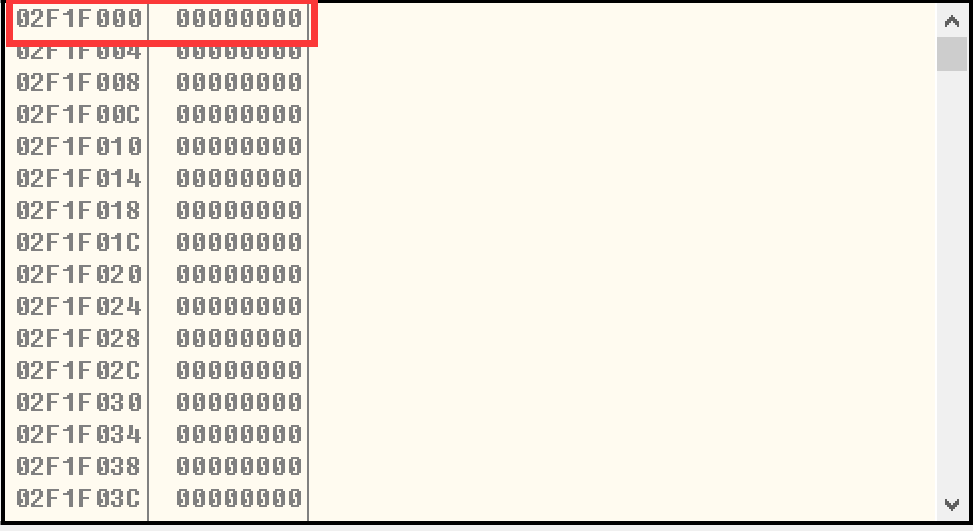 02F1F000 00000000
02F1F004 00000000
02F1F008 00000000
02F1F00C 00000000
02F1F010 00000000
02F1F014 00000000
02F1F018 00000000
02F1F01C 00000000
02F1F020 00000000
02F1F024 00000000
02F1F028 00000000
02F1F02C 00000000
02F1F030 00000000
02F1F034 00000000
02F1F038 00000000
02F1F03C 00000000